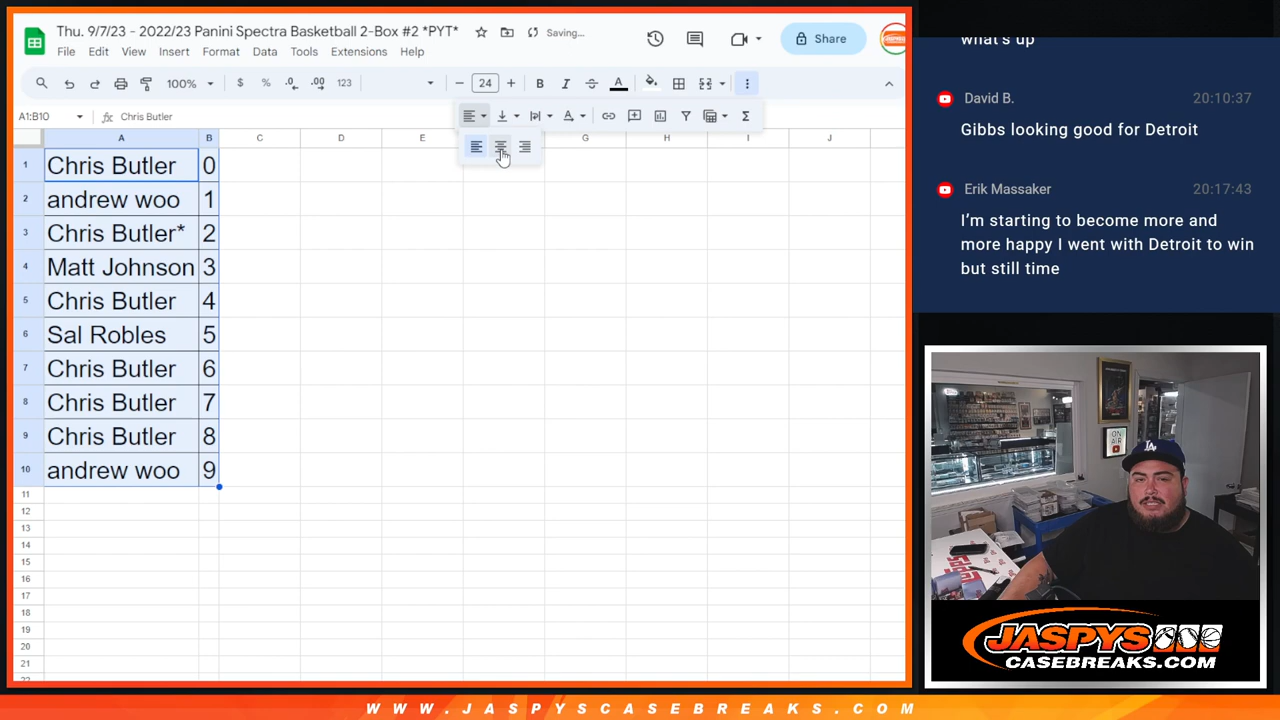 Thu. 9/7/23 - 2022/23 Panini Spectra Basketball 2-Box #2 *PYT*
Saving...
Share
JASPYS
File Edit View Insert Format Data Tools Extensions Help
100% $ % .0 .00 123 24 B I S A
A1:B10 fx Chris Butler
A B C D E G H I J
1 Chris Butler 0
2 andrew woo 1
3 Chris Butler* 2
4 Matt Johnson 3
5 Chris Butler 4
6 Sal Robles 5
7 Chris Butler 6
8 Chris Butler 7
9 Chris Butler 8
10 andrew woo 9
11
12
13
14
15
16
17
18
19
20
21
22
what's up
David B. 20:10:37
Gibbs looking good for Detroit
Erik Massaker 20:17:43
I'm starting to become more and
more happy I went with Detroit to win
but still time
ON
AIR
LA
JASPYS
CASEBREAKS.COM
WWW.JASPYSCASEBREAKS.COM